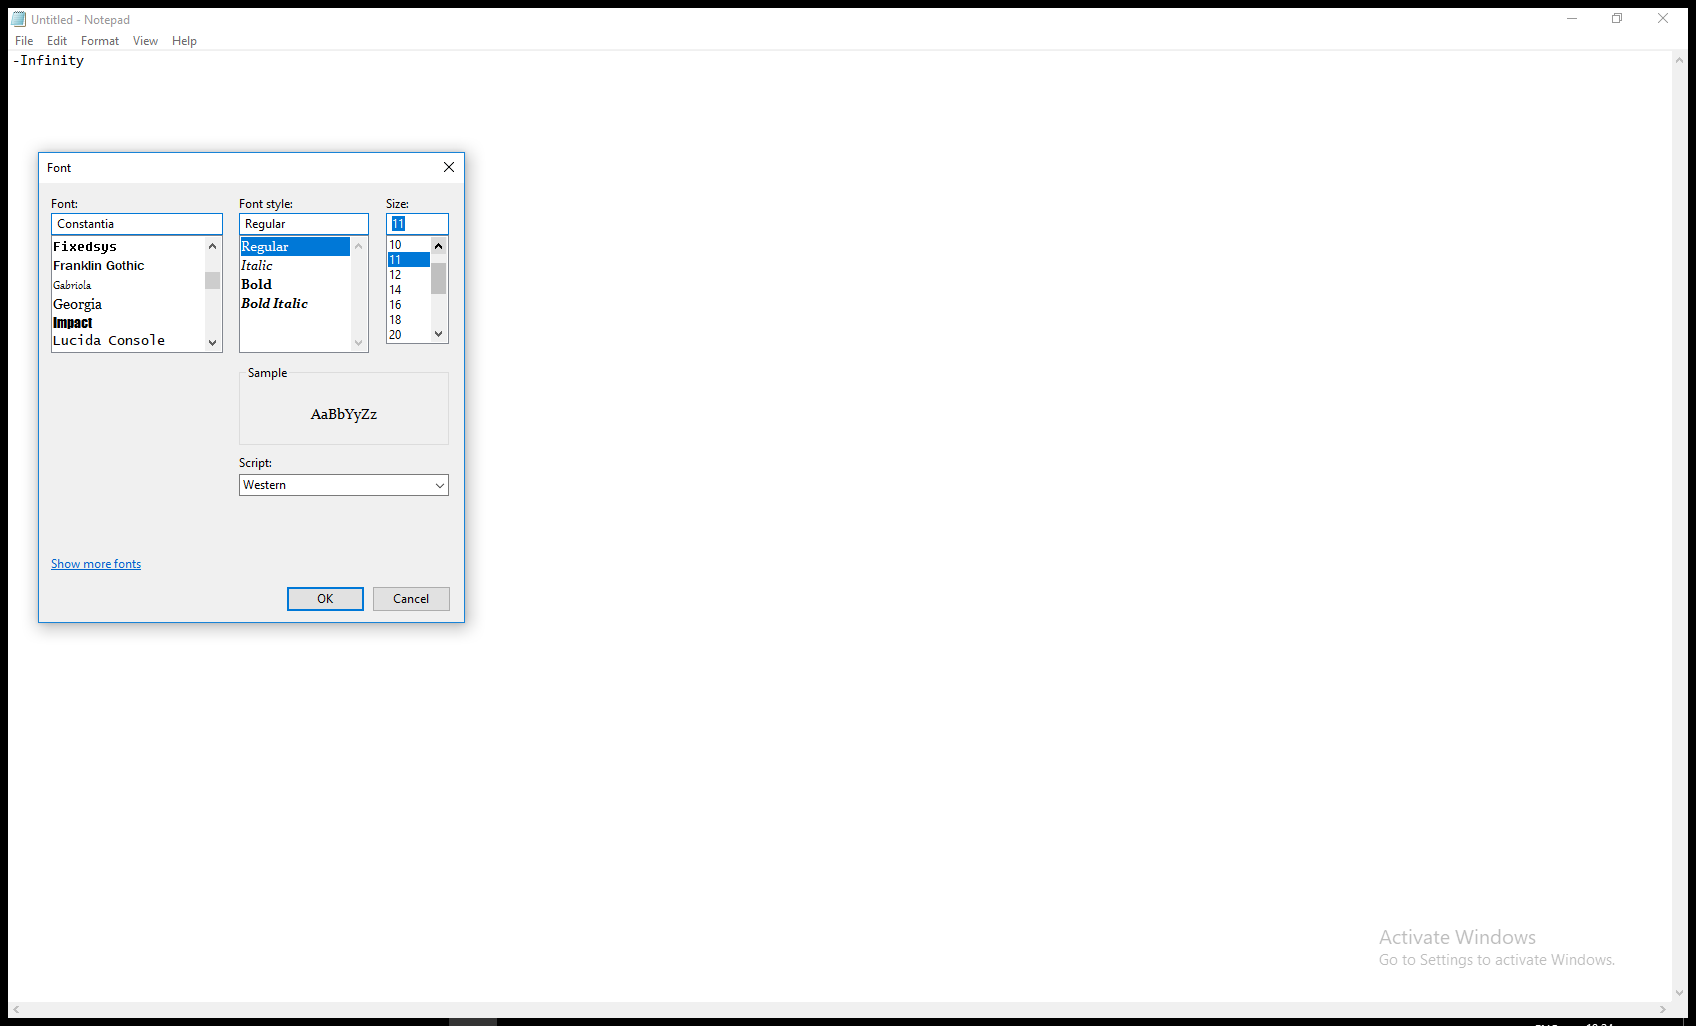 Untitled - Notepad
File Edit Format View Help
-Infinity
Font
Font:
Constantia
Fixedsys
Franklin Gothic
Gabriola
Georgia
Impact
Lucida Console
Font style:
Regular
Regular
Italic
Bold
Bold Italic
Size:
11
10
11
12
14
16
18
20
Sample
AaBbYyZz
Script:
Western
Show more fonts
OK Cancel
Activate Windows
Go to Settings to activate Windows.